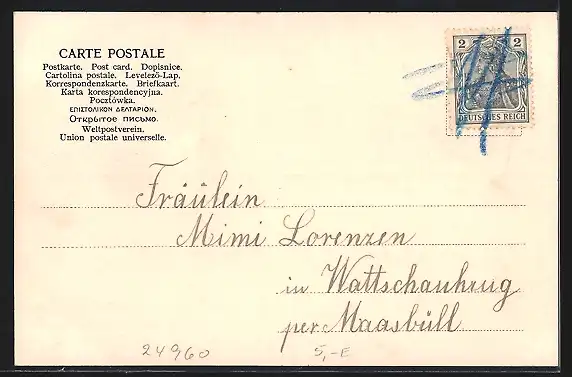 CARTE POSTALE
Postkarte. Post card. Dopisnice.
Cartolina postale. Levelező-Lap.
Korrespondenzkarte. Briefkaart.
Karta korespondencyjna.
Pocztówka.
ΕΠΙΣΤΟΛΙΚΟΝ ΔΕΛΤΑΡΙΟΝ.
Открытое письмо.
Weltpostverein.
Union postale universelle.
2 2
DEUTSCHES REICH
Fräulein
Mimi Lorenzen
in Wattschaukrug
per Maasbüll
24960 5,-E